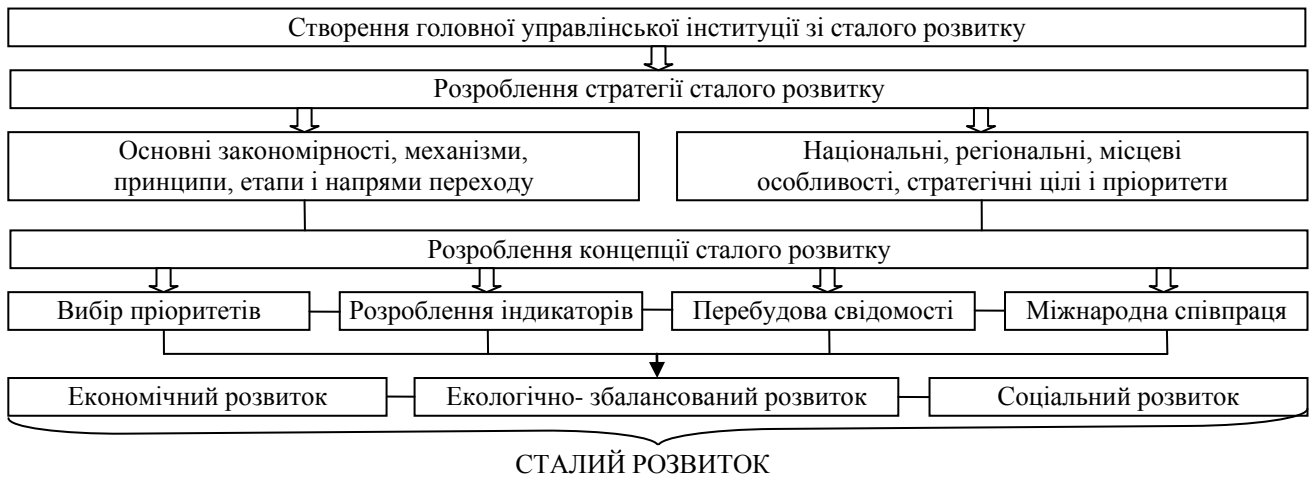 Створення головної управлінської інституції зі сталого розвитку
Розроблення стратегії сталого розвитку
Основні закономірності, механізми,
принципи, етапи і напрями переходу
Національні, регіональні, місцеві
особливості, стратегічні цілі і пріоритети
Розроблення концепції сталого розвитку
Вибір пріоритетів
Розроблення індикаторів
Перебудова свідомості
Міжнародна співпраця
Економічний розвиток
Екологічно- збалансований розвиток
Соціальний розвиток
СТАЛИЙ РОЗВИТОК